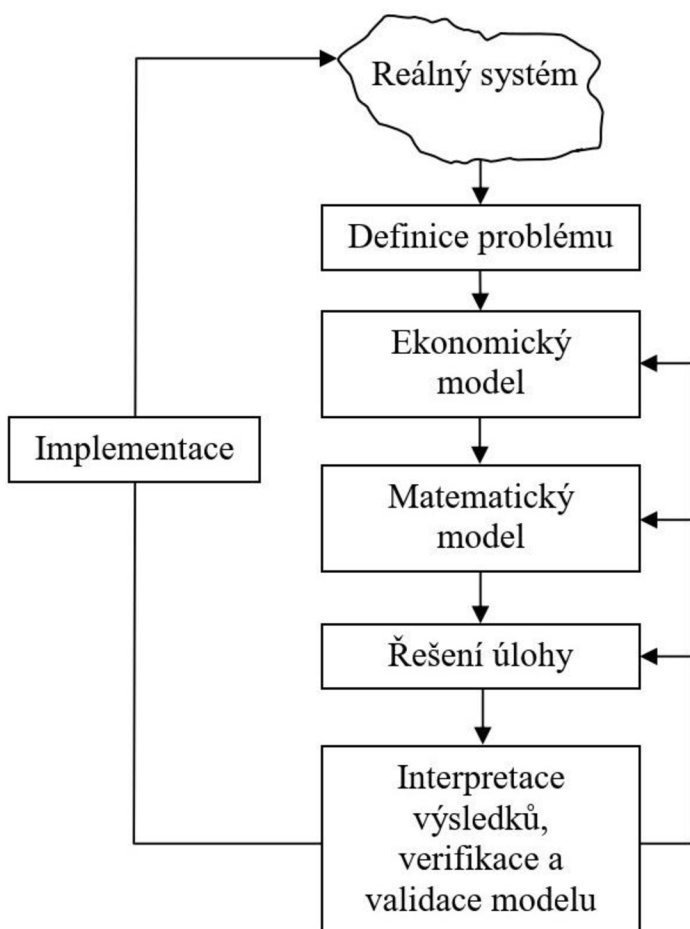 Reálný systém
Definice problému
Ekonomický
model
Implementace
Matematický
model
Řešení úlohy
Interpretace
výsledků,
verifikace a
validace modelu